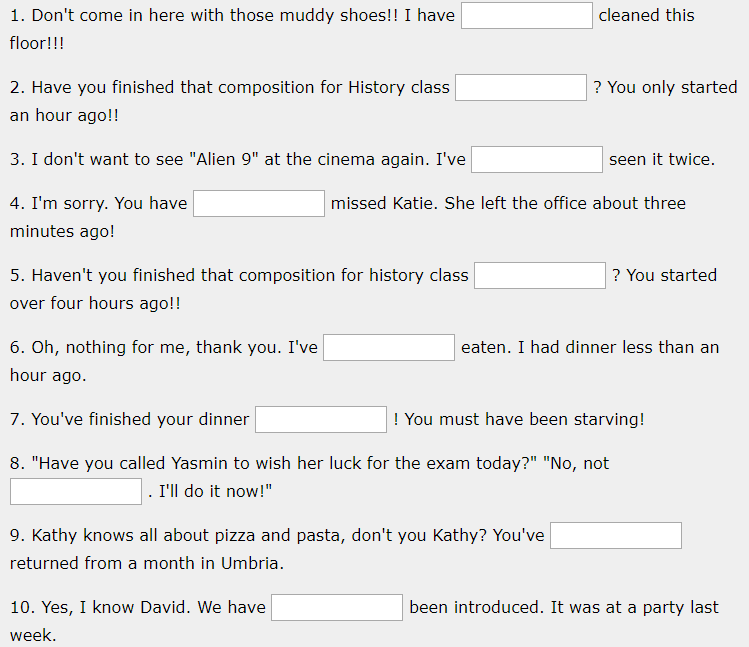 1. Don't come in here with those muddy shoes!! I have cleaned this
floor!!!
2. Have you finished that composition for History class ? You only started
an hour ago!!
3. I don't want to see "Alien 9" at the cinema again. I've seen it twice.
4. I'm sorry. You have missed Katie. She left the office about three
minutes ago!
5. Haven't you finished that composition for history class ? You started
over four hours ago!!
6. Oh, nothing for me, thank you. I've eaten. I had dinner less than an
hour ago.
7. You've finished your dinner ! You must have been starving!
8. "Have you called Yasmin to wish her luck for the exam today?" "No, not
. I'll do it now!"
9. Kathy knows all about pizza and pasta, don't you Kathy? You've
returned from a month in Umbria.
10. Yes, I know David. We have been introduced. It was at a party last
week.